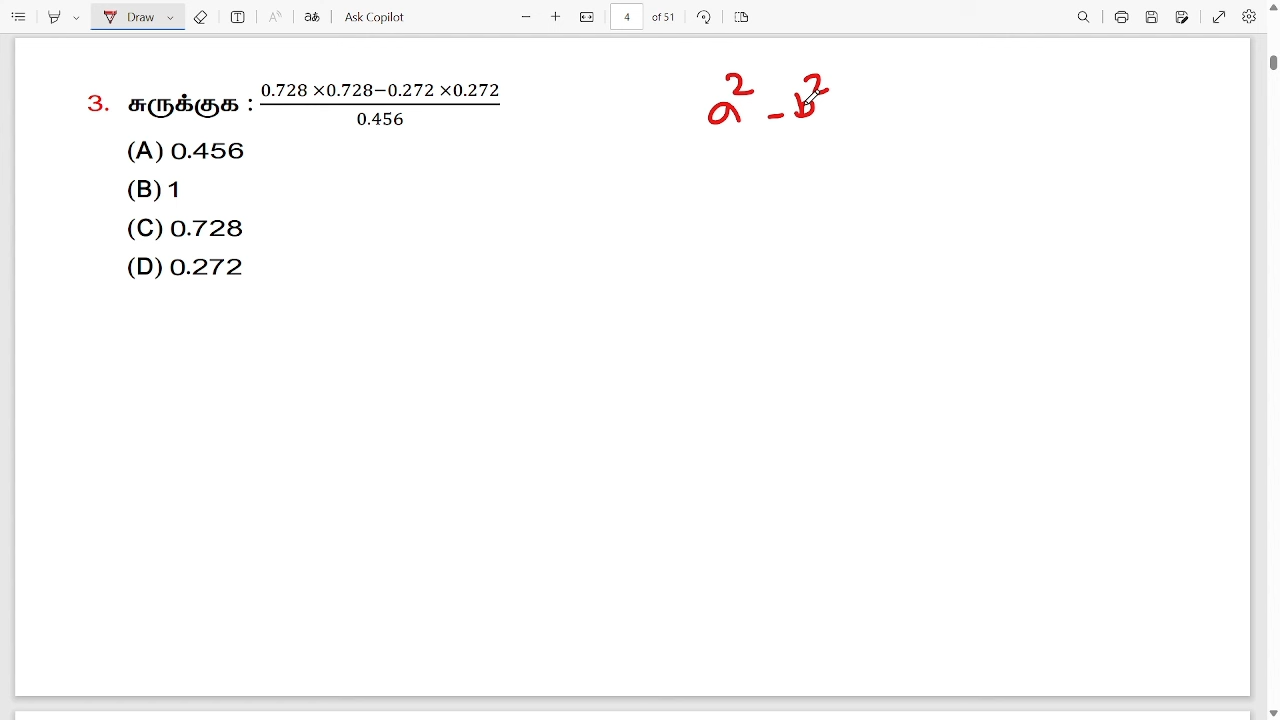 Draw Ask Copilot 4 of 51
3. சுருக்குக : 0.728 ×0.728−0.272 ×0.272
0.456
a² - b²
(A) 0.456
(B) 1
(C) 0.728
(D) 0.272